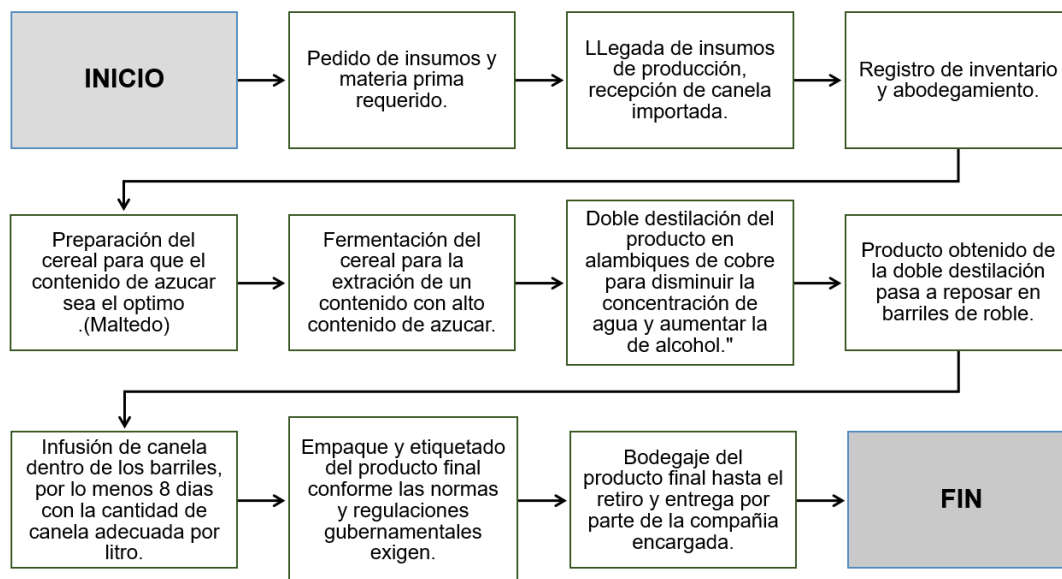 INICIO
Pedido de insumos y
materia prima
requerido.
LLegada de insumos
de producción,
recepción de canela
importada.
Registro de inventario
y abodegamiento.
Preparación del
cereal para que el
contenido de azucar
sea el optimo
.(Maltedo)
Fermentación del
cereal para la
extracción de un
contenido con alto
contenido de azucar.
Doble destilación del
producto en
alambiques de cobre
para disminuir la
concentración de
agua y aumentar la
de alcohol."
Producto obtenido de
la doble destilación
pasa a reposar en
barriles de roble.
Infusión de canela
dentro de los barriles,
por lo menos 8 dias
con la cantidad de
canela adecuada por
litro.
Empaque y etiquetado
del producto final
conforme las normas
y regulaciones
gubernamentales
exigen.
Bodegaje del
producto final hasta el
retiro y entrega por
parte de la compañia
encargada.
FIN